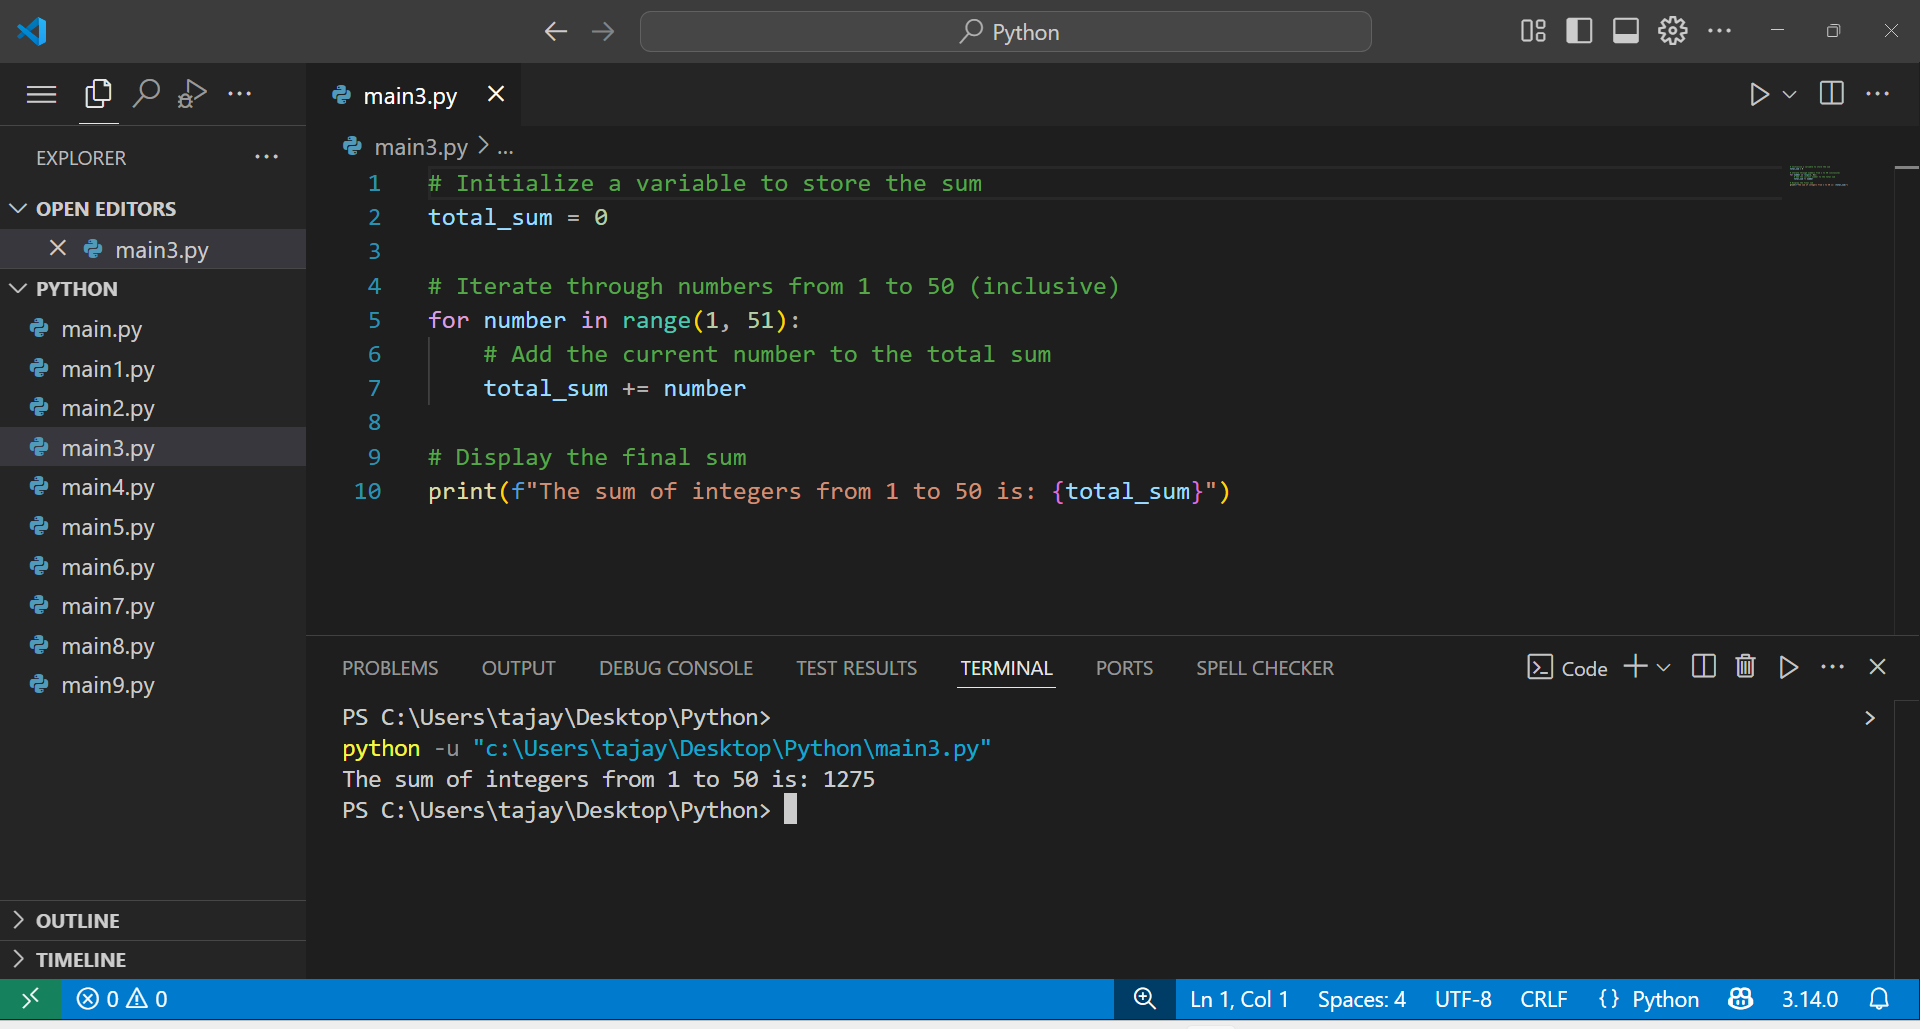 Python
main3.py
EXPLORER
main3.py > ...
OPEN EDITORS
main3.py
PYTHON
main.py
main1.py
main2.py
main3.py
main4.py
main5.py
main6.py
main7.py
main8.py
main9.py
OUTLINE
TIMELINE
1 # Initialize a variable to store the sum
2 total_sum = 0
3
4 # Iterate through numbers from 1 to 50 (inclusive)
5 for number in range(1, 51):
6     # Add the current number to the total sum
7     total_sum += number
8
9 # Display the final sum
10 print(f"The sum of integers from 1 to 50 is: {total_sum}")
PROBLEMS OUTPUT DEBUG CONSOLE TEST RESULTS TERMINAL PORTS SPELL CHECKER Code
PS C:\Users\tajay\Desktop\Python>
python -u "c:\Users\tajay\Desktop\Python\main3.py"
The sum of integers from 1 to 50 is: 1275
PS C:\Users\tajay\Desktop\Python>
0 0 Ln 1, Col 1 Spaces: 4 UTF-8 CRLF {} Python 3.14.0